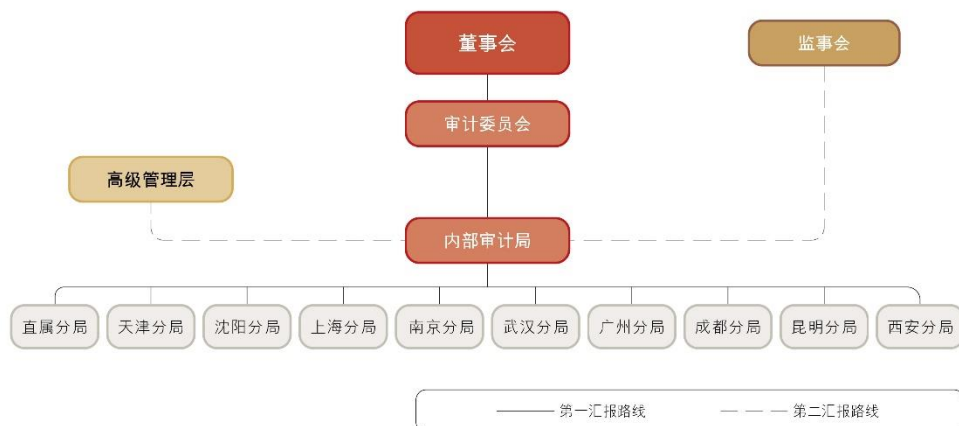 董事会
监事会
审计委员会
高级管理层
内部审计局
直属分局
天津分局
沈阳分局
上海分局
南京分局
武汉分局
广州分局
成都分局
昆明分局
西安分局
第一汇报路线
第二汇报路线